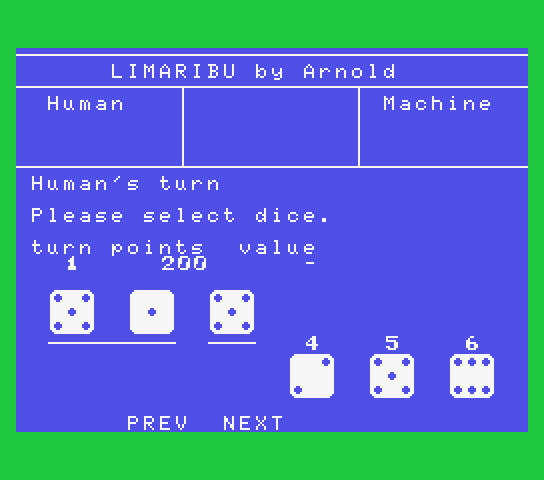 LIMARIBU by Arnold
Human Machine
Human's turn
Please select dice.
turn points value
1 200 -
4 5 6
PREV NEXT